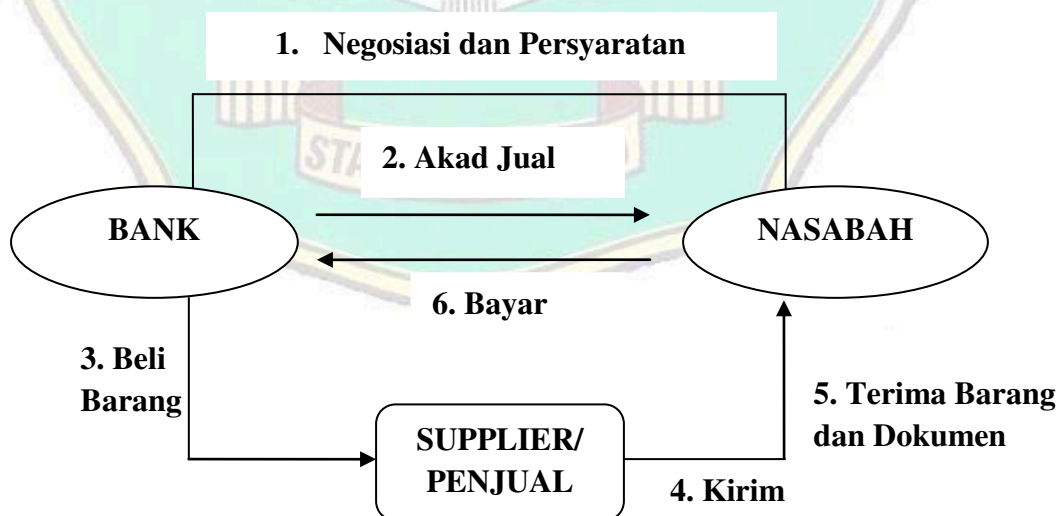 1. Negosiasi dan Persyaratan
STA
2. Akad Jual
BANK
NASABAH
6. Bayar
3. Beli
Barang
5. Terima Barang
dan Dokumen
SUPPLIER/
PENJUAL
4. Kirim